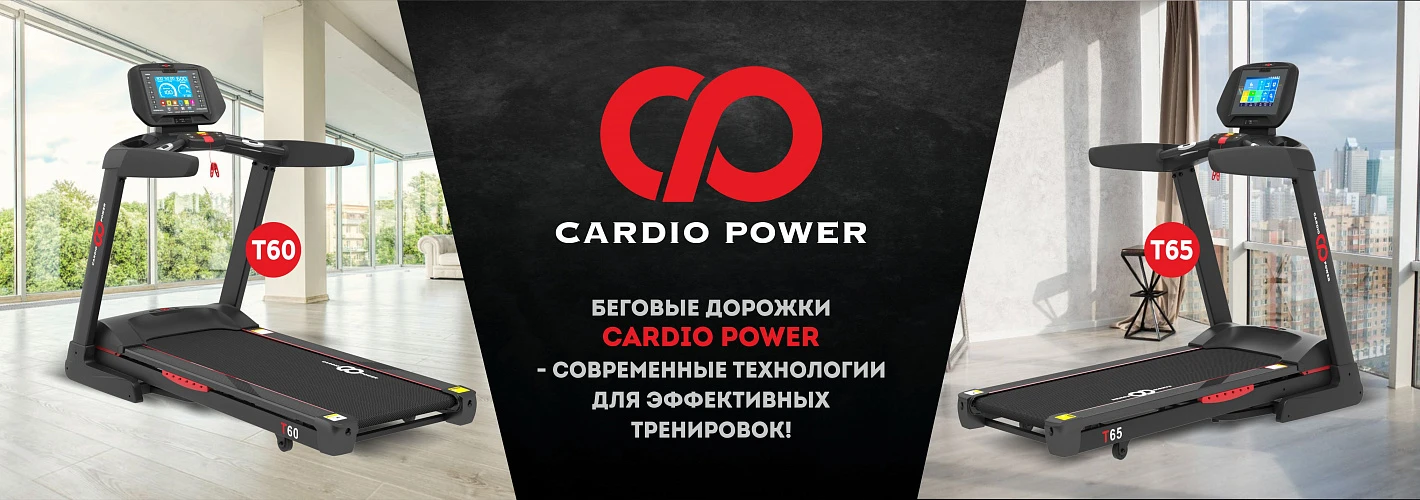 CARDIO POWER
БЕГОВЫЕ ДОРОЖКИ
CARDIO POWER
- СОВРЕМЕННЫЕ ТЕХНОЛОГИИ
ДЛЯ ЭФФЕКТИВНЫХ
ТРЕНИРОВОК!
T60
T60
T65
T65